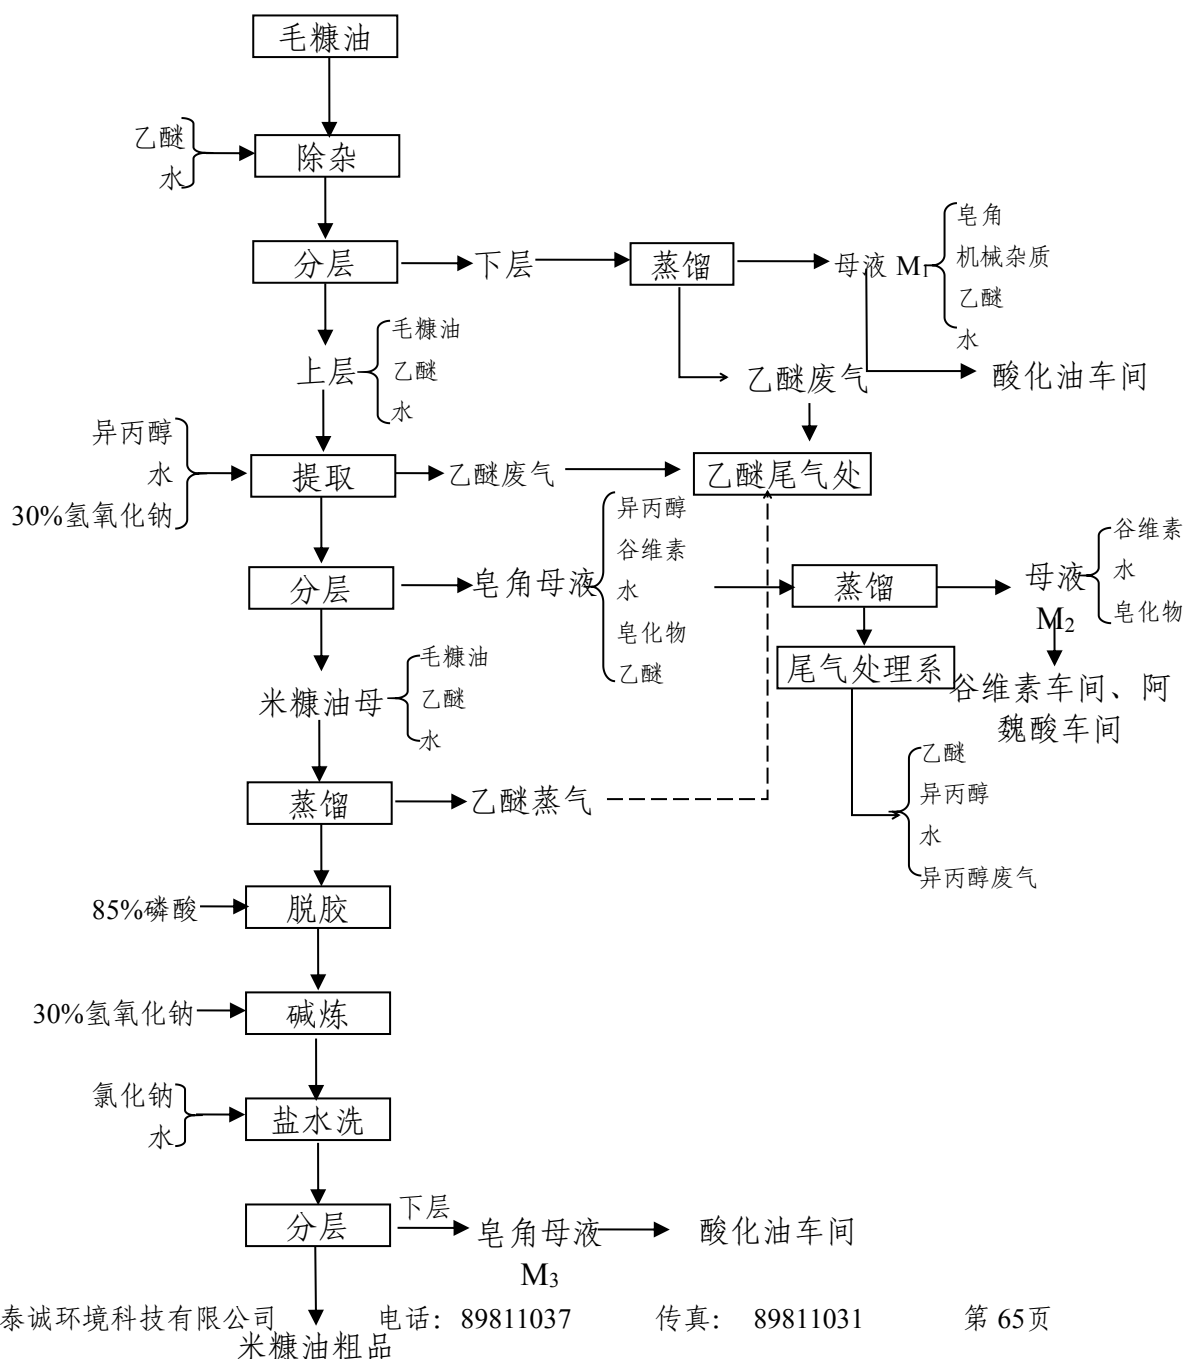 毛糠油
乙醚
水
除杂
分层
下层
蒸馏
母液 M1
皂角
机械杂质
乙醚
水
上层
毛糠油
乙醚
水
乙醚废气
酸化油车间
异丙醇
水
30%氢氧化钠
提取
乙醚废气
乙醚尾气处
分层
皂角母液
异丙醇
谷维素
水
皂化物
乙醚
蒸馏
母液
M2
谷维素
水
皂化物
尾气处理系
谷维素车间、阿
魏酸车间
米糠油母
毛糠油
乙醚
水
乙醚
异丙醇
水
异丙醇废气
蒸馏
乙醚蒸气
85%磷酸
脱胶
30%氢氧化钠
碱炼
氯化钠
水
盐水洗
分层
下层
皂角母液
M3
酸化油车间
泰诚环境科技有限公司 电话: 89811037 传真: 89811031 第 65页
米糠油粗品